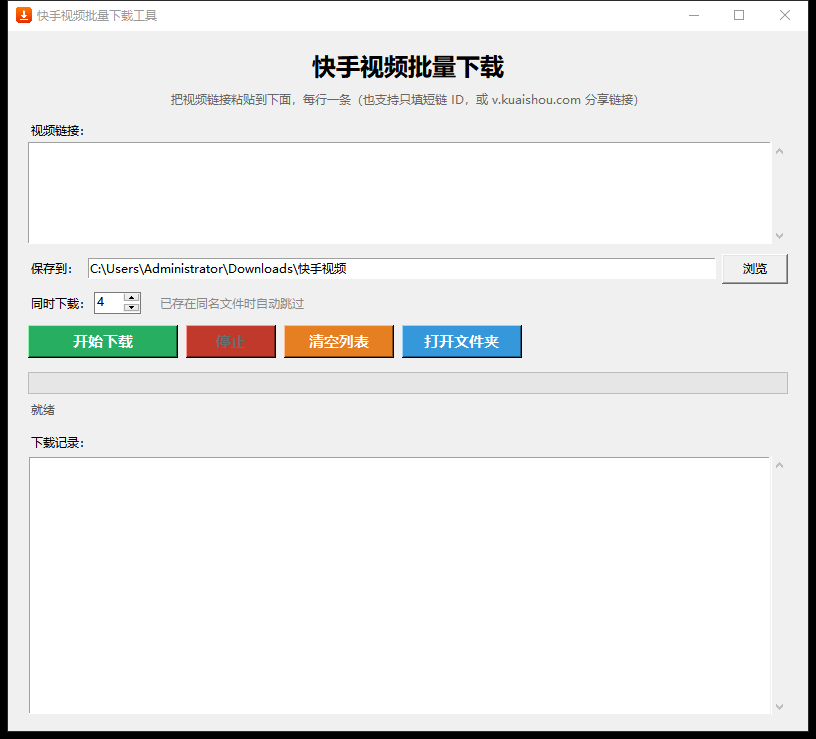 快手视频批量下载工具
快手视频批量下载
把视频链接粘贴到下面，每行一条（也支持只填短链 ID，或 v.kuaishou.com 分享链接）
视频链接：
保存到： C:\Users\Administrator\Downloads\快手视频 浏览
同时下载： 4 已存在同名文件时自动跳过
开始下载 停止 清空列表 打开文件夹
就绪
下载记录：